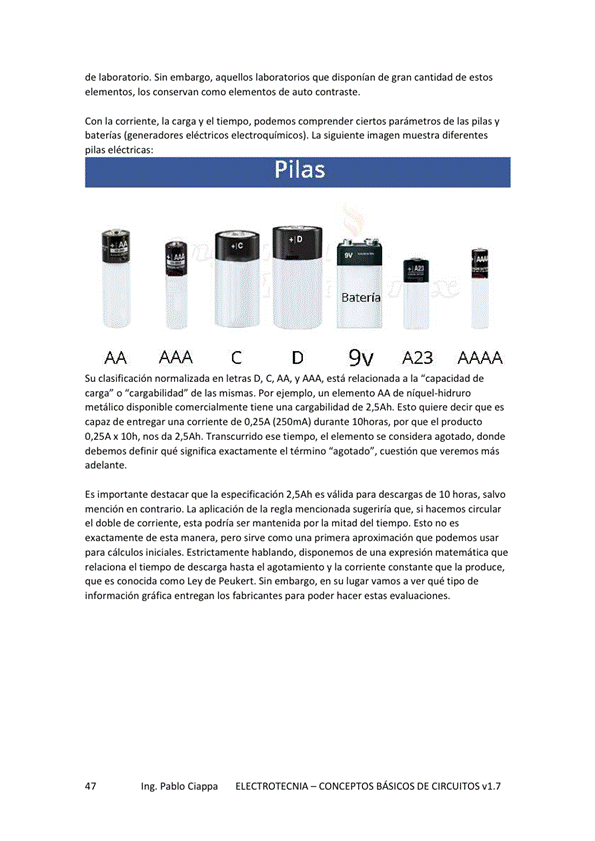 de laboratorio. Sin embargo, aquellos laboratorios que disponían de gran cantidad de estos
elementos, los conservan como elementos de auto contraste.
Con la corriente, la carga y el tiempo, podemos comprender ciertos parámetros de las pilas y
baterías (generadores eléctricos electroquímicos). La siguiente imagen muestra diferentes
pilas eléctricas:
Pilas
+|AA
+|AAA
+|C
+|D
9V
+|A23
+|AAAA
Batería
AA AAA C D 9v A23 AAAA
Su clasificación normalizada en letras D, C, AA, y AAA, está relacionada a la “capacidad de
carga” o “cargabilidad” de las mismas. Por ejemplo, un elemento AA de níquel-hidruro
metálico disponible comercialmente tiene una cargabilidad de 2,5Ah. Esto quiere decir que es
capaz de entregar una corriente de 0,25A (250mA) durante 10horas, por que el producto
0,25A x 10h, nos da 2,5Ah. Transcurrido ese tiempo, el elemento se considera agotado, donde
debemos definir qué significa exactamente el término “agotado”, cuestión que veremos más
adelante.
Es importante destacar que la especificación 2,5Ah es válida para descargas de 10 horas, salvo
mención en contrario. La aplicación de la regla mencionada sugeriría que, si hacemos circular
el doble de corriente, esta podría ser mantenida por la mitad del tiempo. Esto no es
exactamente de esta manera, pero sirve como una primera aproximación que podemos usar
para cálculos iniciales. Estrictamente hablando, disponemos de una expresión matemática que
relaciona el tiempo de descarga hasta el agotamiento y la corriente constante que la produce,
que es conocida como Ley de Peukert. Sin embargo, en su lugar vamos a ver qué tipo de
información gráfica entregan los fabricantes para poder hacer estas evaluaciones.
47 Ing. Pablo Ciappa ELECTROTECNIA – CONCEPTOS BÁSICOS DE CIRCUITOS v1.7